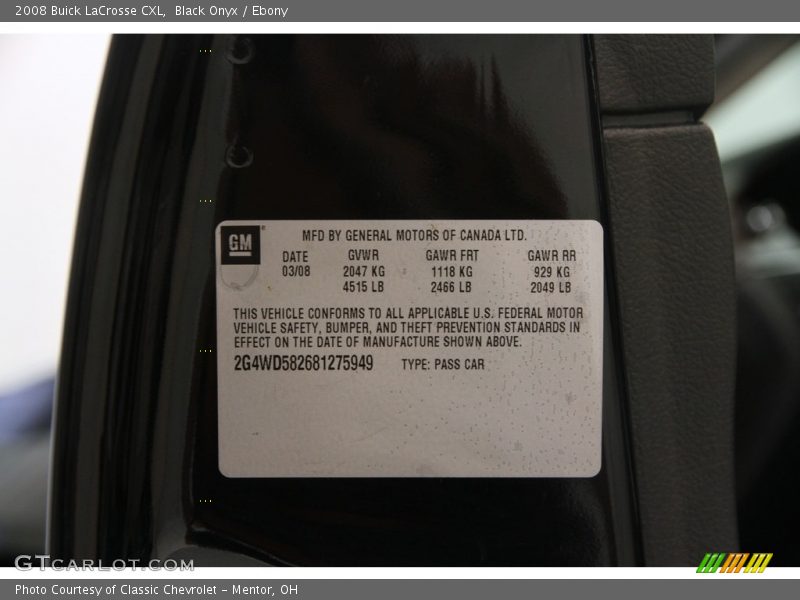 2008 Buick LaCrosse CXL,  Black Onyx / Ebony
GM
MFD BY GENERAL MOTORS OF CANADA LTD.
DATE GVWR GAWR FRT GAWR RR
03/08 2047 KG 1118 KG 929 KG
4515 LB 2466 LB 2049 LB
THIS VEHICLE CONFORMS TO ALL APPLICABLE U.S. FEDERAL MOTOR
VEHICLE SAFETY, BUMPER, AND THEFT PREVENTION STANDARDS IN
EFFECT ON THE DATE OF MANUFACTURE SHOWN ABOVE.
2G4WD582681275949 TYPE: PASS CAR
GTCARLOT.COM
Photo Courtesy of Classic Chevrolet - Mentor, OH